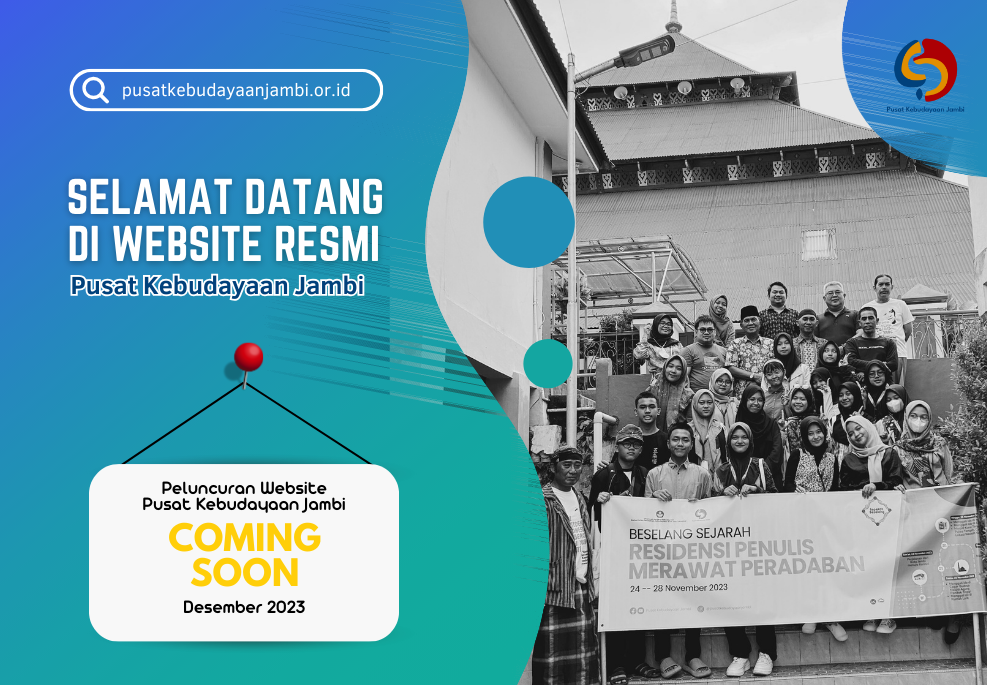 pusatkebudayaanjambi.or.id
SELAMAT DATANG
DI WEBSITE RESMI
Pusat Kebudayaan Jambi
Peluncuran Website
Pusat Kebudayaan Jambi
COMING
SOON
Desember 2023
Pusat Kebudayaan Jambi
BESELANG SEJARAH
RESIDENSI PENULIS
MERAWAT PERADABAN
24 -- 28 November 2023